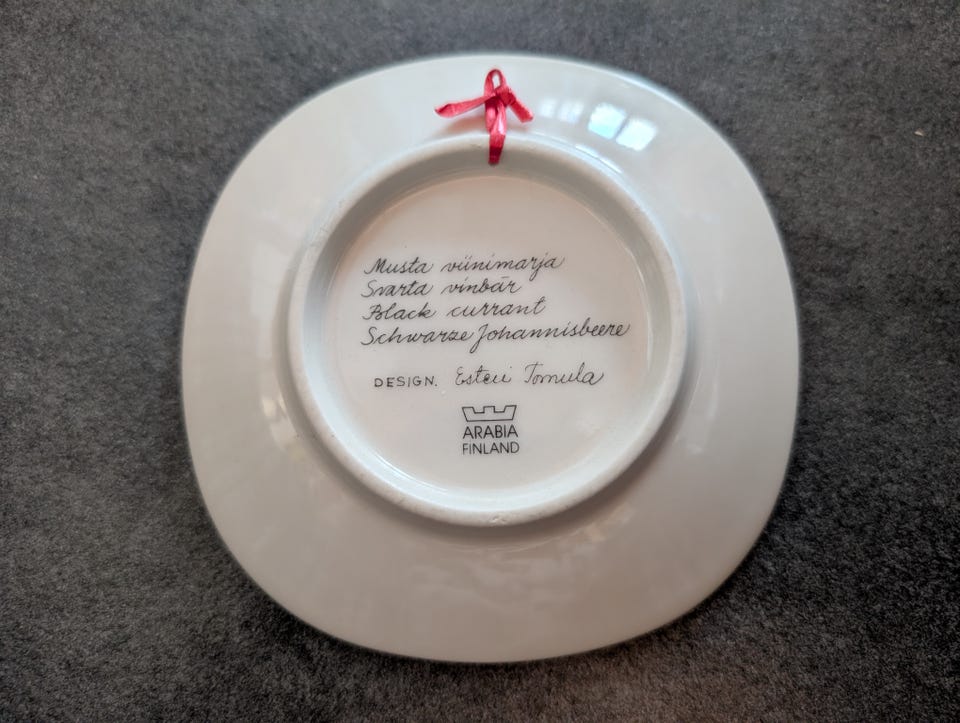 Musta viinimarja
Svarta vinbär
Black currant
Schwarze Johannisbeere
DESIGN. Esteri Tomula
ARABIA
FINLAND